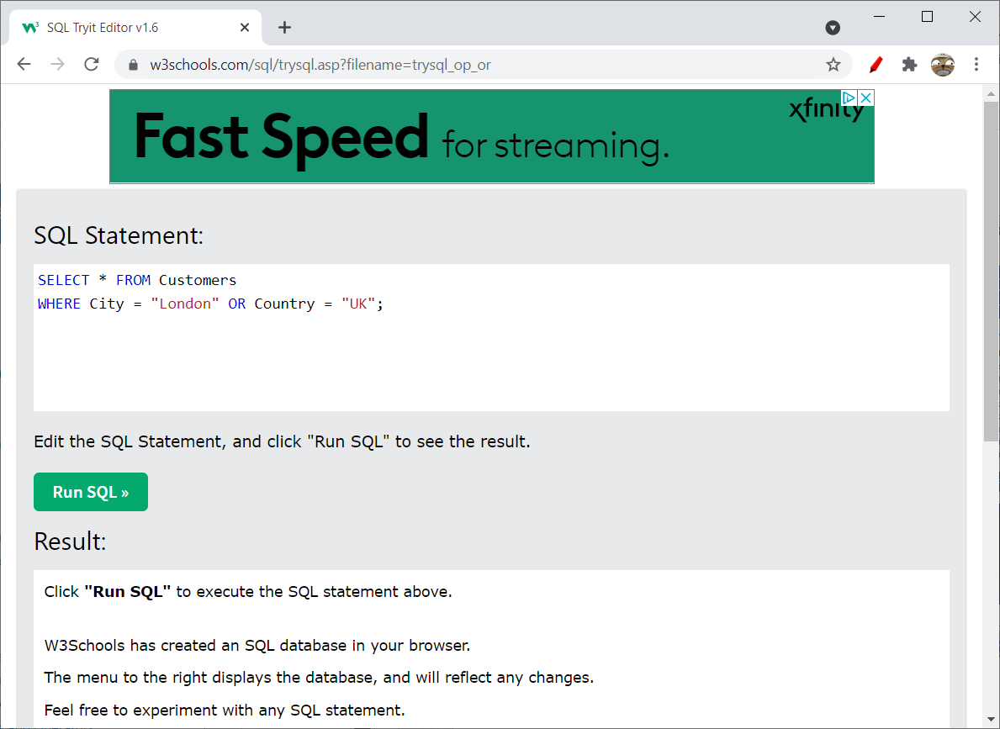 SQL Tryit Editor v1.6
w3schools.com/sql/trysql.asp?filename=trysql_op_or
Fast Speed for streaming.
xfinity
SQL Statement:
SELECT * FROM Customers
WHERE City = "London" OR Country = "UK";
Edit the SQL Statement, and click "Run SQL" to see the result.
Run SQL »
Result:
Click "Run SQL" to execute the SQL statement above.
W3Schools has created an SQL database in your browser.
The menu to the right displays the database, and will reflect any changes.
Feel free to experiment with any SQL statement.